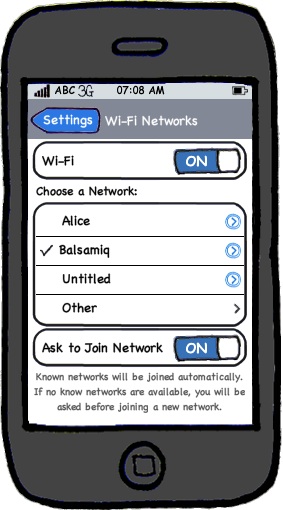 ABC 3G 07:08 AM
Settings Wi-Fi Networks
Wi-Fi ON
Choose a Network:
Alice
Balsamiq
Untitled
Other
Ask to Join Network ON
Known networks will be joined automatically.
If no know networks are available, you will be
asked before joining a new network.